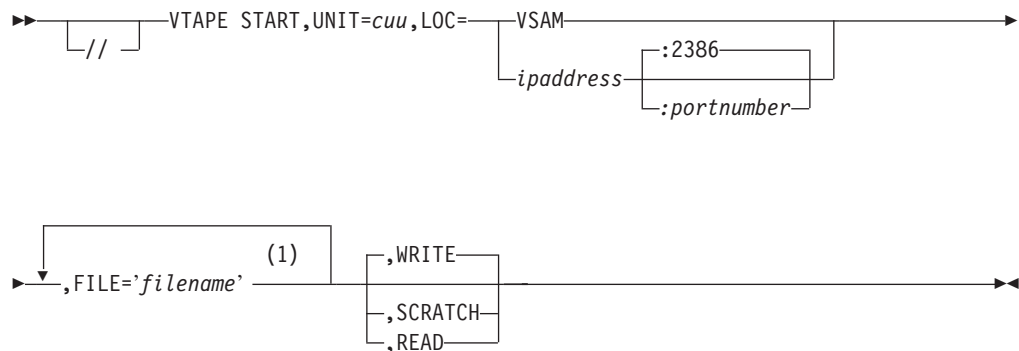 VTAPE START,UNIT=cuu,LOC= VSAM
//
:2386
ipaddress
:portnumber
(1)
,WRITE
,FILE=’filename’
,SCRATCH
,READ